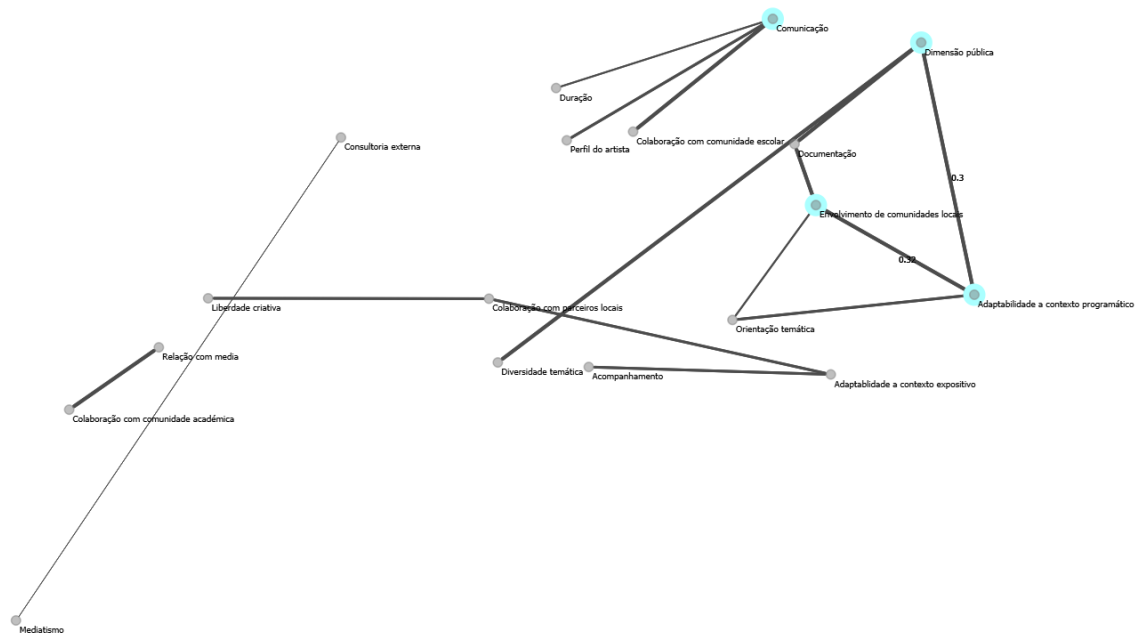 Comunicação
Dimensão pública
Duração
Colaboração com comunidade escolar
Perfil do artista
Consultoria externa
Documentação
0.3
Envolvimento de comunidades locais
0.32
Liberdade criativa
Colaboração com perceiros locais
Adaptabilidade a contexto programático
Orientação temática
Relação com media
Diversidade temática
Acompanhamento
Adaptablidade a contexto expositivo
Colaboração com comunidade académica
Mediatismo